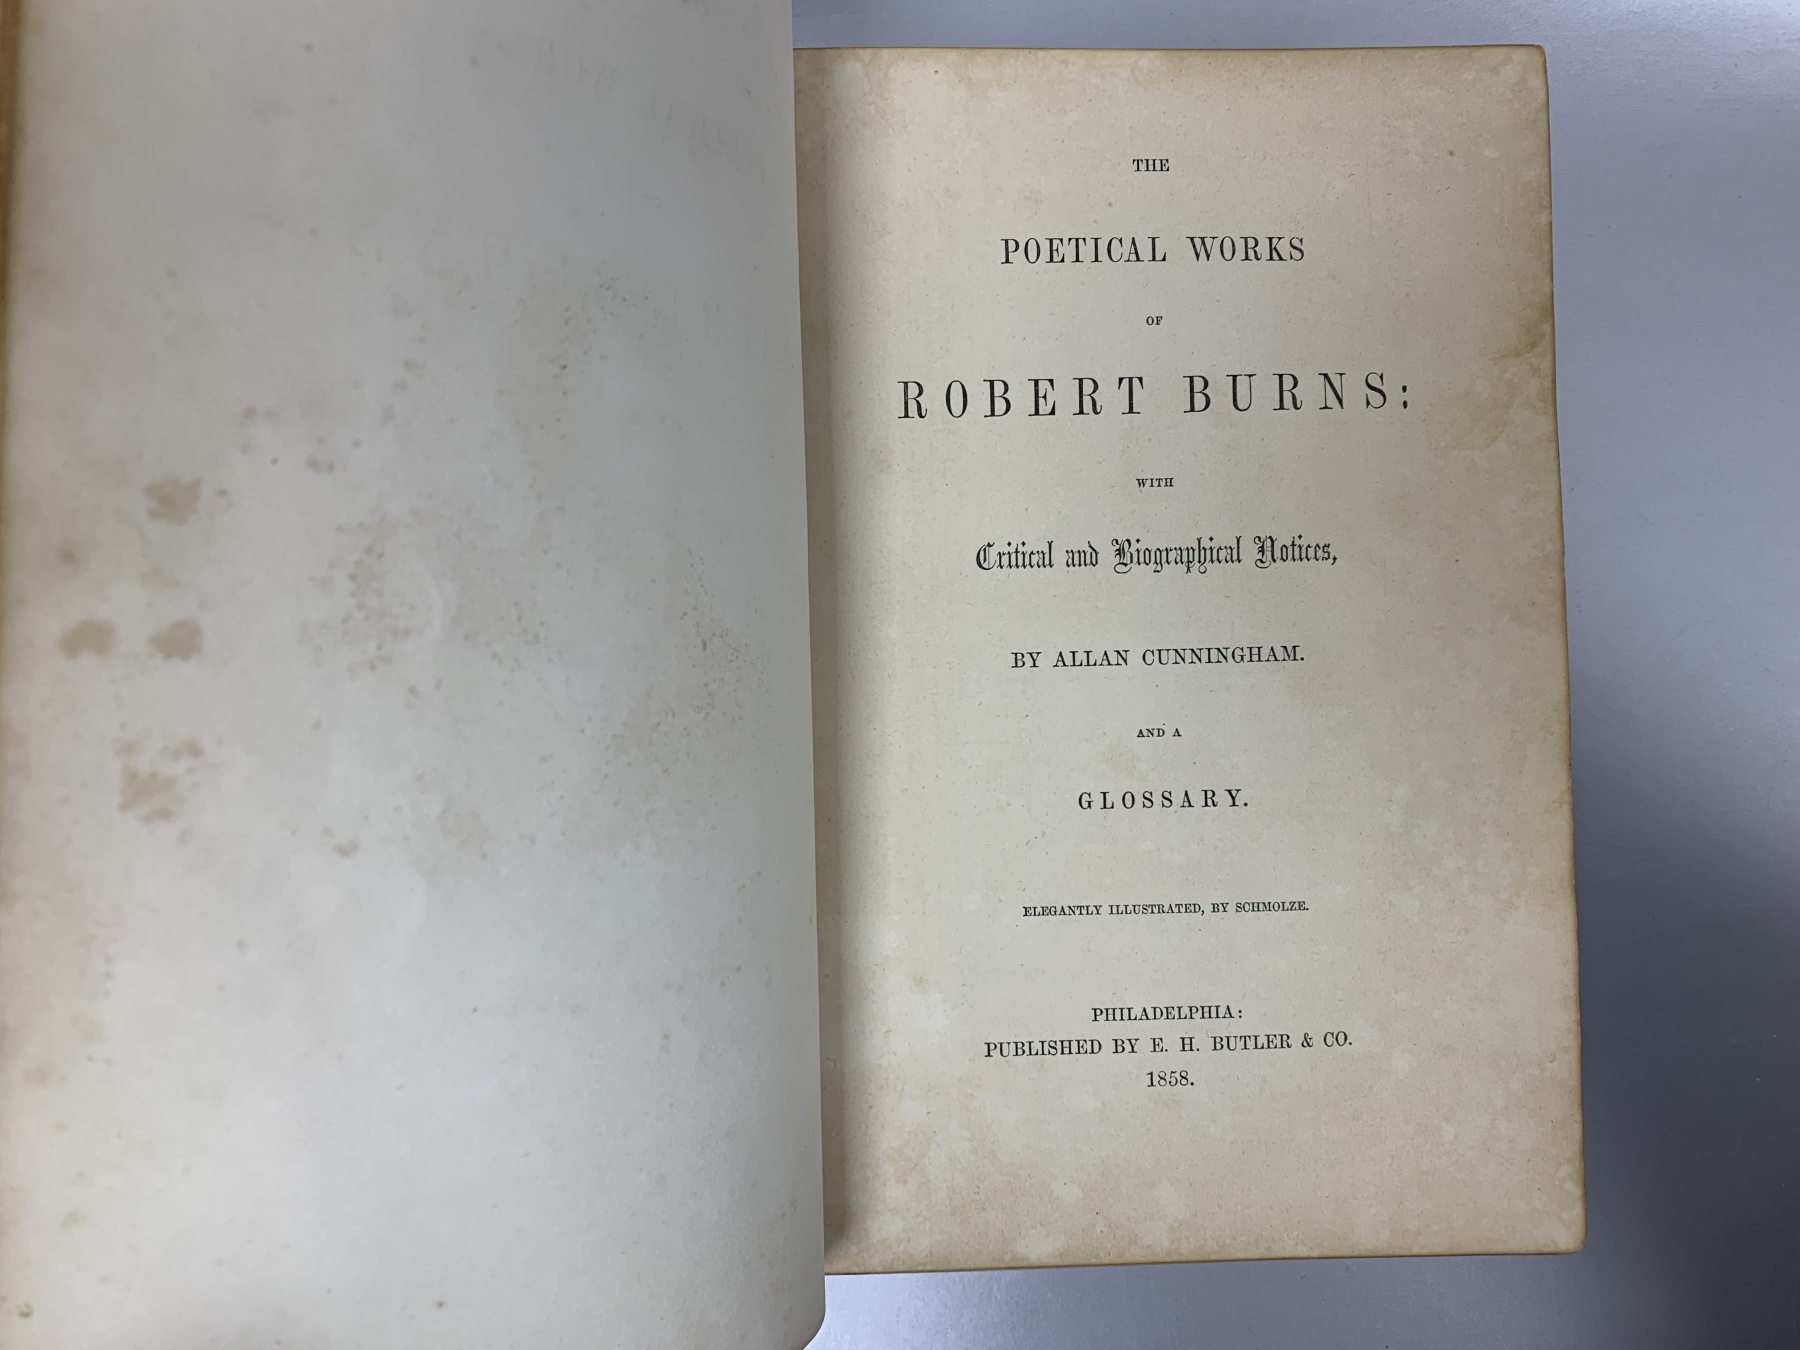 THE
POETICAL WORKS
OF
ROBERT BURNS:
WITH
Critical and Biographical Notices,
BY ALLAN CUNNINGHAM.
AND A
GLOSSARY.
ELEGANTLY ILLUSTRATED, BY SCHMOLZE.
PHILADELPHIA:
PUBLISHED BY E. H. BUTLER & CO.
1858.